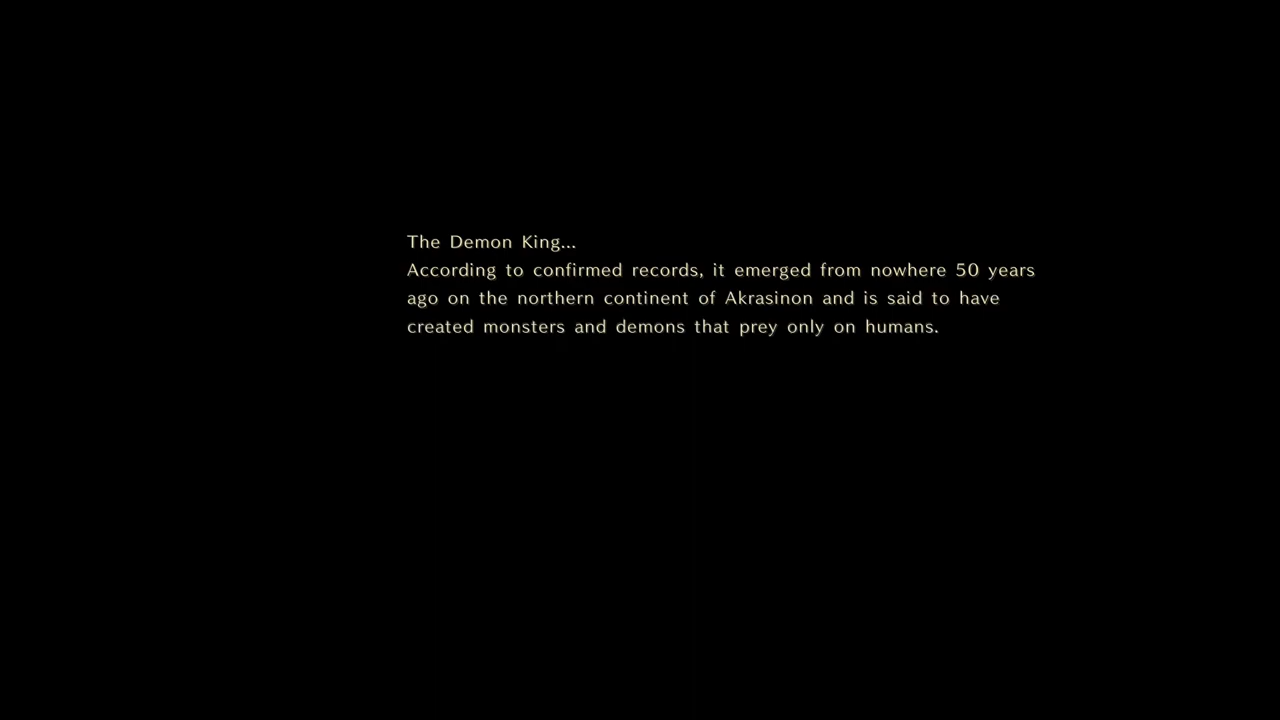 The Demon King...
According to confirmed records, it emerged from nowhere 50 years
ago on the northern continent of Akrasinon and is said to have
created monsters and demons that prey only on humans.